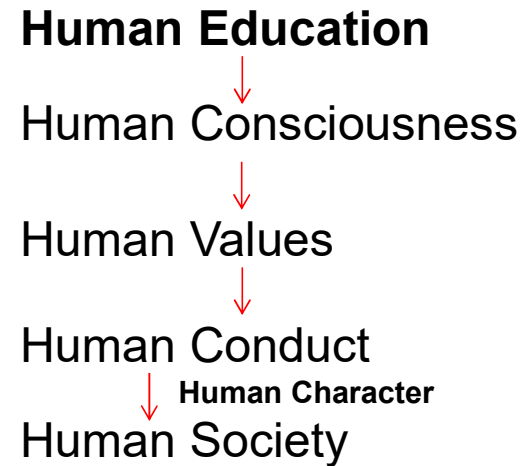 Human Education
Human Consciousness
Human Values
Human Conduct
Human Character
Human Society